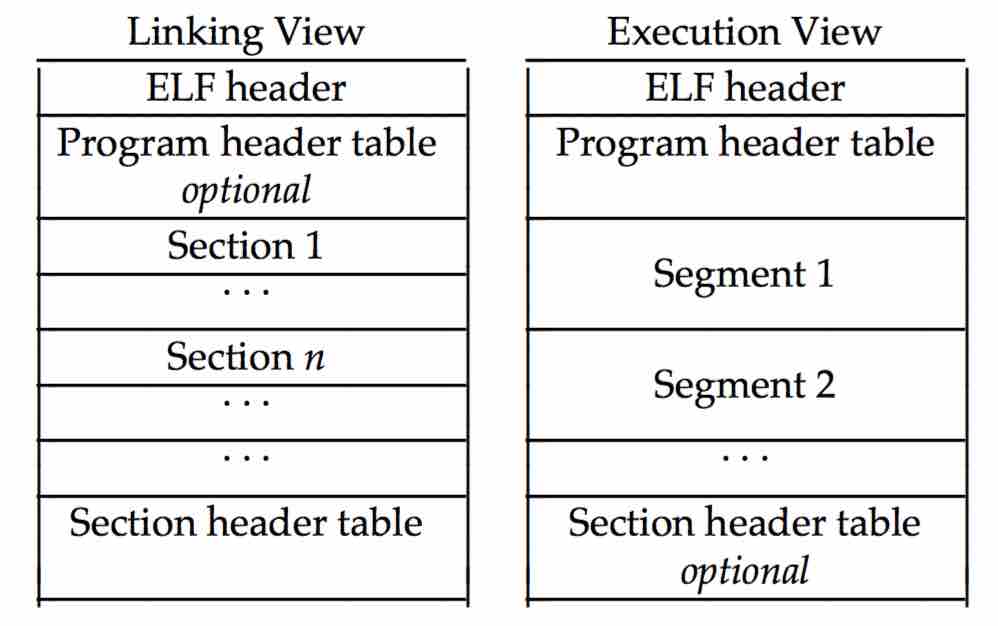 Linking View
ELF header
Program header table
optional
Section 1
. . .
Section n
. . .
. . .
Section header table
Execution View
ELF header
Program header table
Segment 1
Segment 2
. . .
Section header table
optional